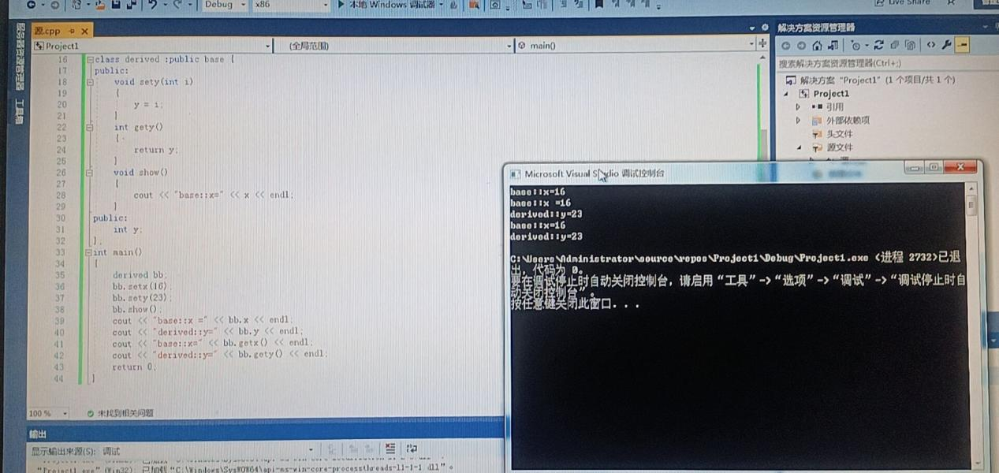 Debug
x86
本地 Windows 调试器
Live Share
源.cpp
Project1
(全局范围)
main()
16 class derived :public base {
17 public:
18 void sety(int i)
19 {
20 y = i;
21 }
22 int gety()
23 {
24 return y;
25 }
26 void show()
27 {
28 cout << "base::x=" << x << endl;
29 }
30 public:
31 int y;
32 };
33 int main()
34 {
35 derived bb;
36 bb.setx(16);
37 bb.sety(23);
38 bb.show();
39 cout << "base::x =" << bb.x << endl;
40 cout << "derived::y=" << bb.y << endl;
41 cout << "base::x=" << bb.getx() << endl;
42 cout << "derived::y=" << bb.gety() << endl;
43 return 0;
44 }
100 %
未找到相关问题
输出
显示输出来源(S): 调试
"Project1.exe" (Win32): 已加载 "C:\Windows\SysWOW64\api-ms-win-core-processthreads-l1-1-1.dll"。
解决方案资源管理器
搜索解决方案资源管理器(Ctrl+;)
解决方案 "Project1" (1 个项目/共 1 个)
Project1
引用
外部依赖项
头文件
源文件
Microsoft Visual Studio 调试控制台
base::x=16
base::x =16
derived::y=23
base::x=16
derived::y=23
C:\Users\Administrator\source\repos\Project1\Debug\Project1.exe (进程 2732)已退
出，代码为 0。
要在调试停止时自动关闭控制台，请启用“工具”->“选项”->“调试”->“调试停止时自
动关闭控制台”。
按任意键关闭此窗口. . .
服务器资源管理器
工具箱